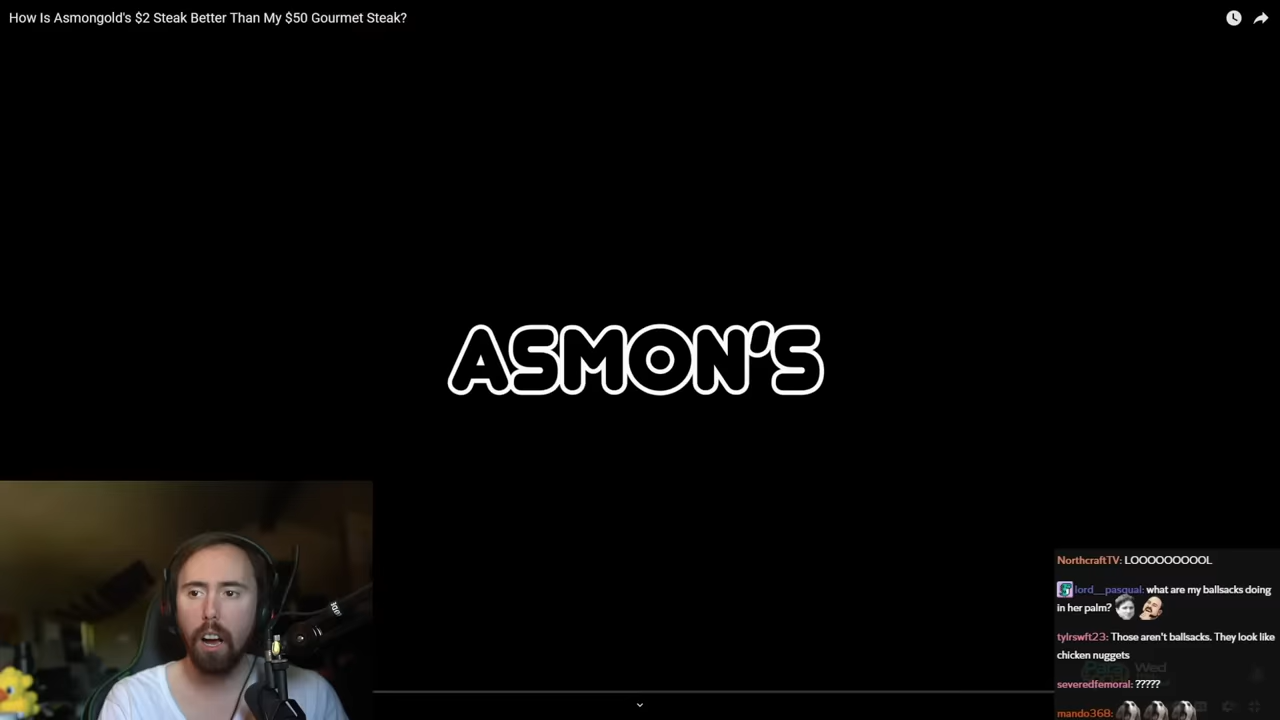 How Is Asmongold's $2 Steak Better Than My $50 Gourmet Steak?
ASMON'S
NorthcraftTV: LOOOOOOOOOL
lord__pasqual: what are my ballsacks doing
in her palm?
tylrswft23: Those aren't ballsacks. They look like
chicken nuggets
Wed
severedfemoral: ?????
mando368: